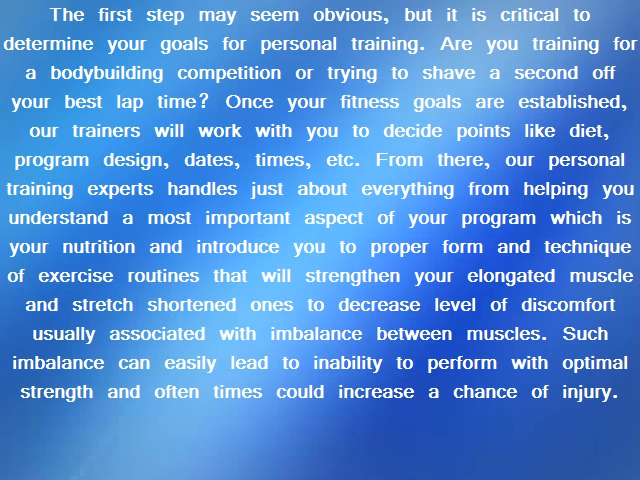 The first step may seem obvious, but it is critical to
determine your goals for personal training. Are you training for
a bodybuilding competition or trying to shave a second off
your best lap time? Once your fitness goals are established,
our trainers will work with you to decide points like diet,
program design, dates, times, etc. From there, our personal
training experts handles just about everything from helping you
understand a most important aspect of your program which is
your nutrition and introduce you to proper form and technique
of exercise routines that will strengthen your elongated muscle
and stretch shortened ones to decrease level of discomfort
usually associated with imbalance between muscles. Such
imbalance can easily lead to inability to perform with optimal
strength and often times could increase a chance of injury.